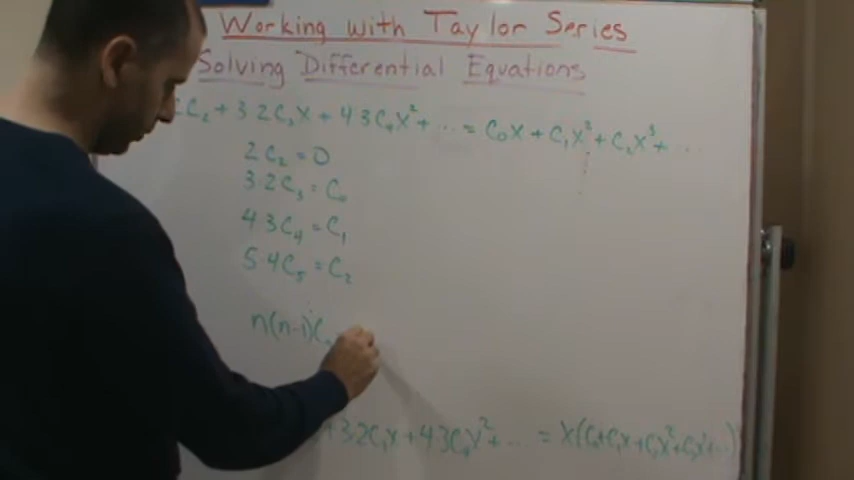 Working with Taylor Series
Solving Differential Equations
C₂ + 3·2C₃X + 4·3C₄X² + ... = C₀X + C₁X² + C₂X³ + ...
2C₂ = 0
3·2C₃ = C₀
4·3C₄ = C₁
5·4C₅ = C₂
n(n-1)Cₙ
+ 3·2C₃X + 4·3C₄X² + ... = X(C₀ + C₁X + C₂X² + C₃X³ + ...)